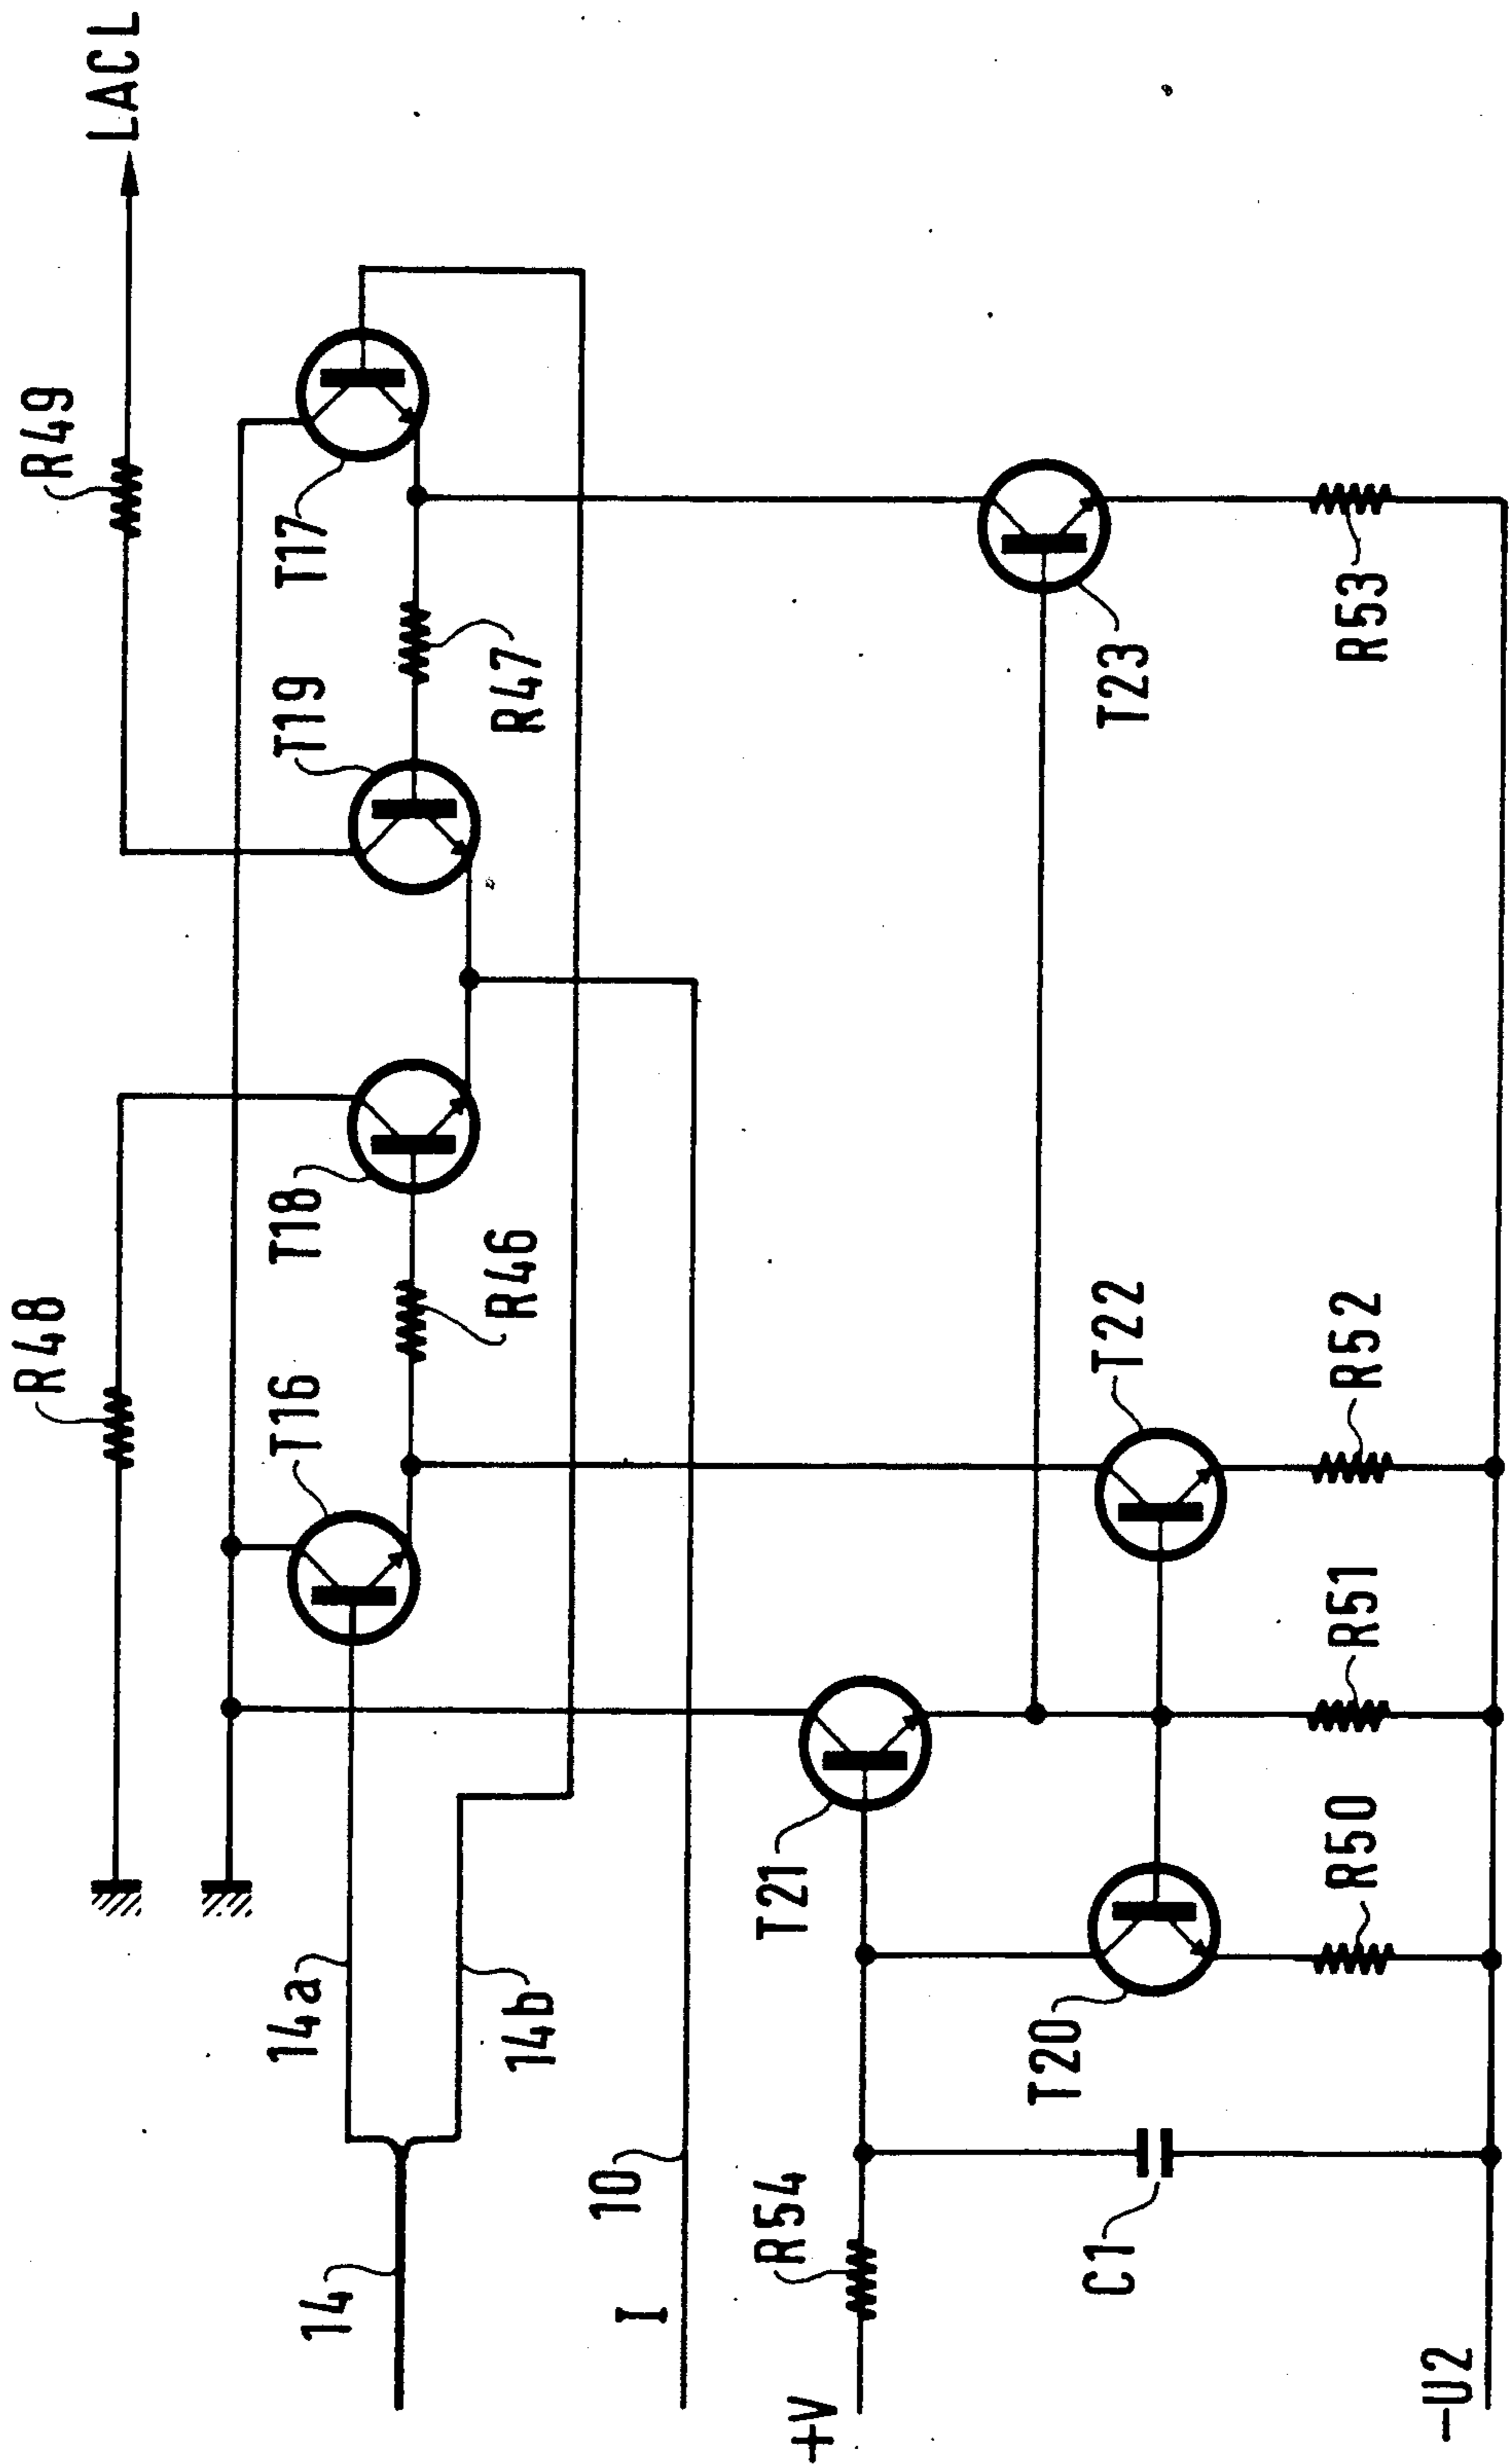 R48
R49
LACL
14a
T16
T18
T19
T17
14
14b
R46
R47
I
10
+V
R54
T21
T23
C1
T20
T22
-U2
R50
R51
R52
R53